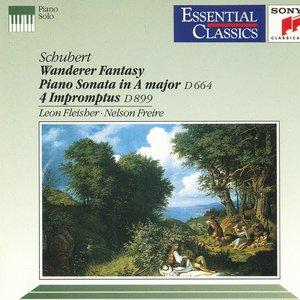 Piano
Solo
ESSENTIAL
CLASSICS
SONY
Schubert
Wanderer Fantasy
Piano Sonata in A major D 664
4 Impromptus D 899
Leon Fleisher · Nelson Freire